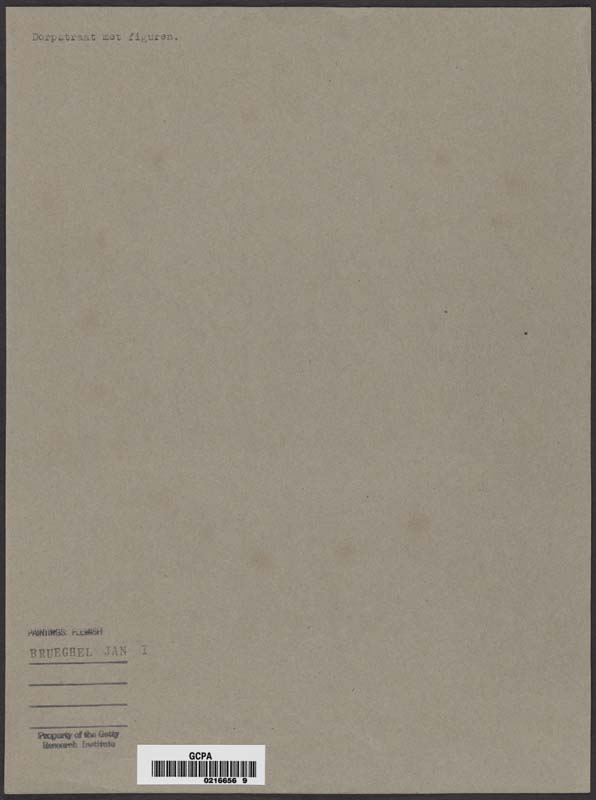 Dorpstraat met figuren.
PAINTINGS: FLEMISH
BRUEGHEL JAN I
Property of the Getty
Research Institute
GCPA
0216656 9